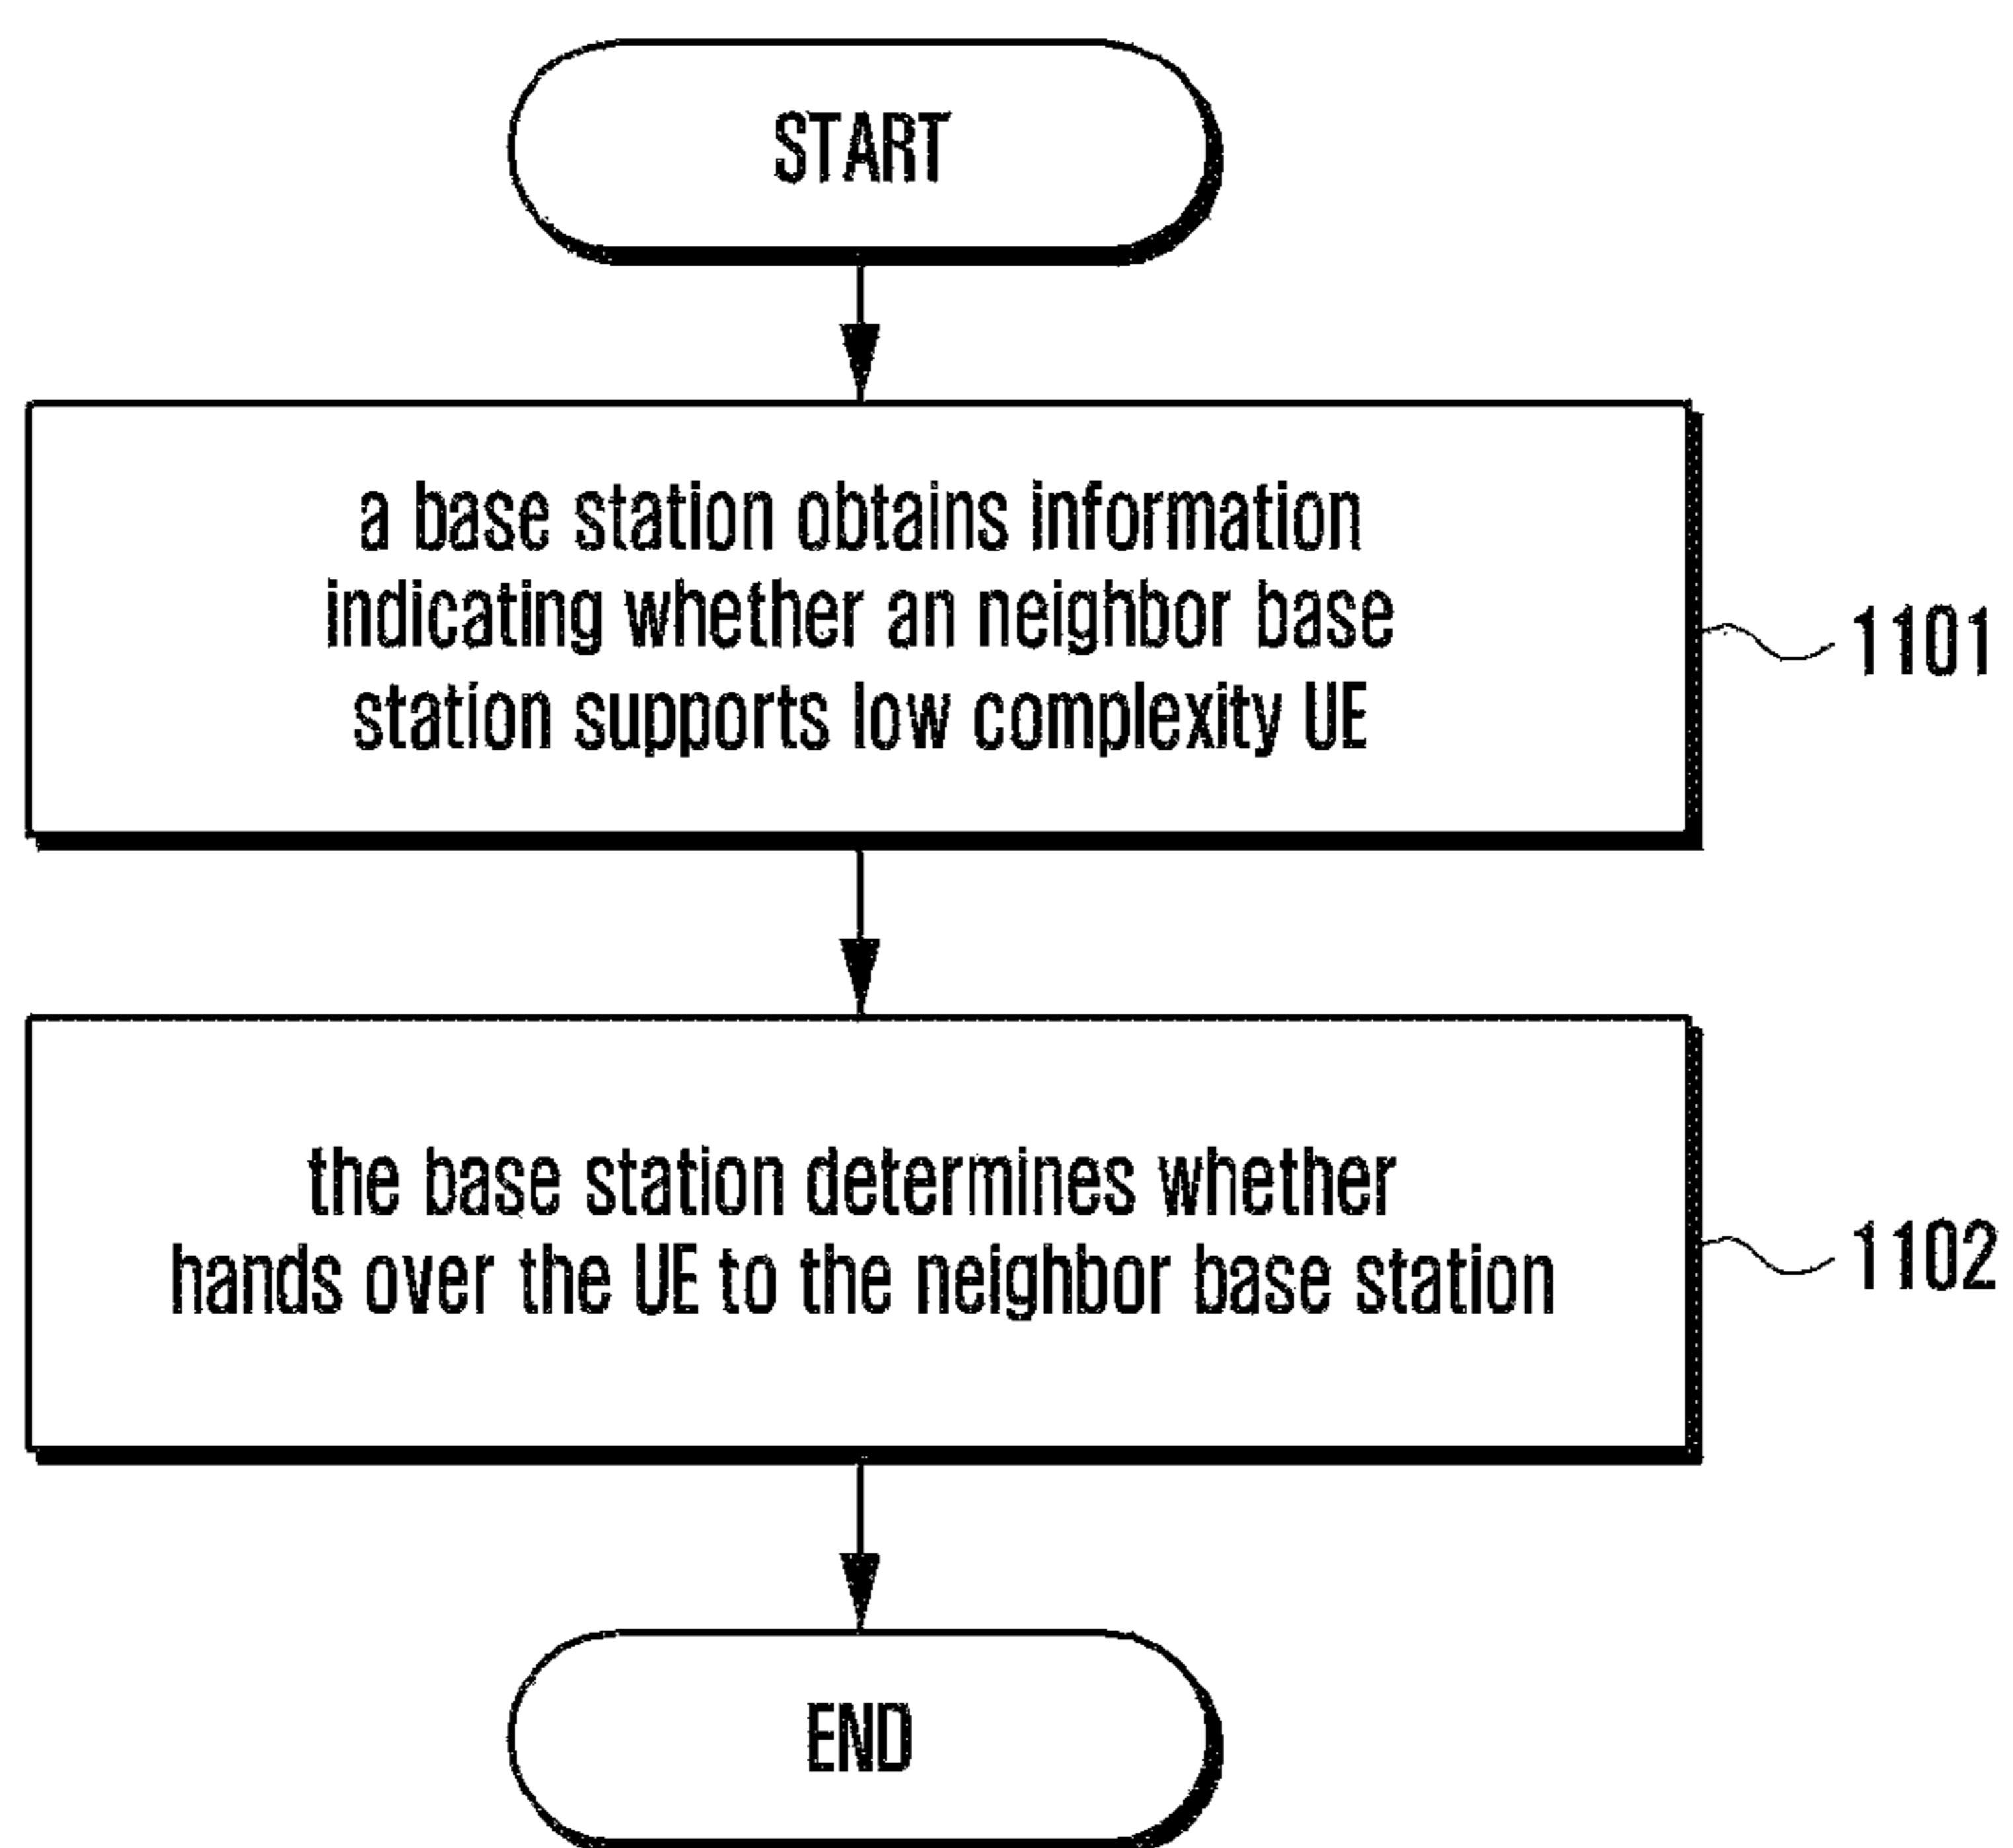 START
a base station obtains information
indicating whether an neighbor base
station supports low complexity UE
1101
the base station determines whether
hands over the UE to the neighbor base station
1102
END